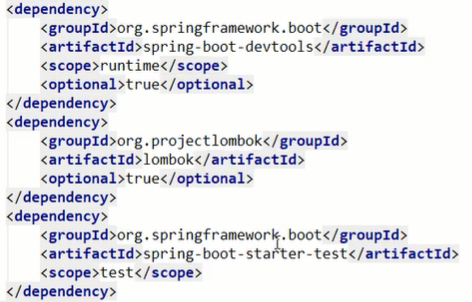 <dependency>
    <groupId>org.springframework.boot</groupId>
    <artifactId>spring-boot-devtools</artifactId>
    <scope>runtime</scope>
    <optional>true</optional>
</dependency>
<dependency>
    <groupId>org.projectlombok</groupId>
    <artifactId>lombok</artifactId>
    <optional>true</optional>
</dependency>
<dependency>
    <groupId>org.springframework.boot</groupId>
    <artifactId>spring-boot-starter-test</artifactId>
    <scope>test</scope>
</dependency>